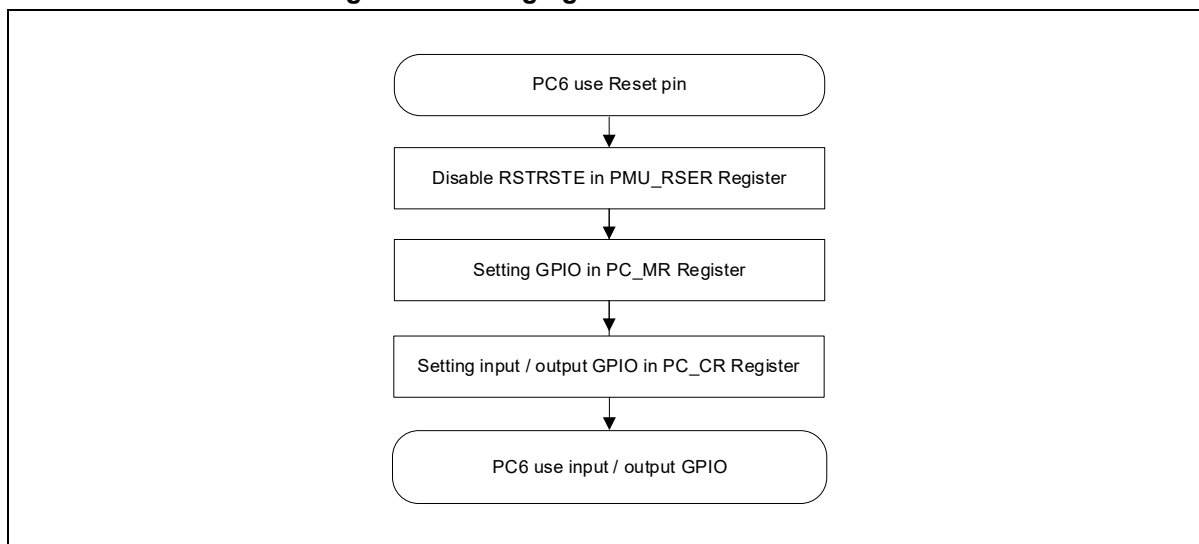 PC6 use Reset pin
Disable RSTRSTE in PMU_RSER Register
Setting GPIO in PC_MR Register
Setting input / output GPIO in PC_CR Register
PC6 use input / output GPIO